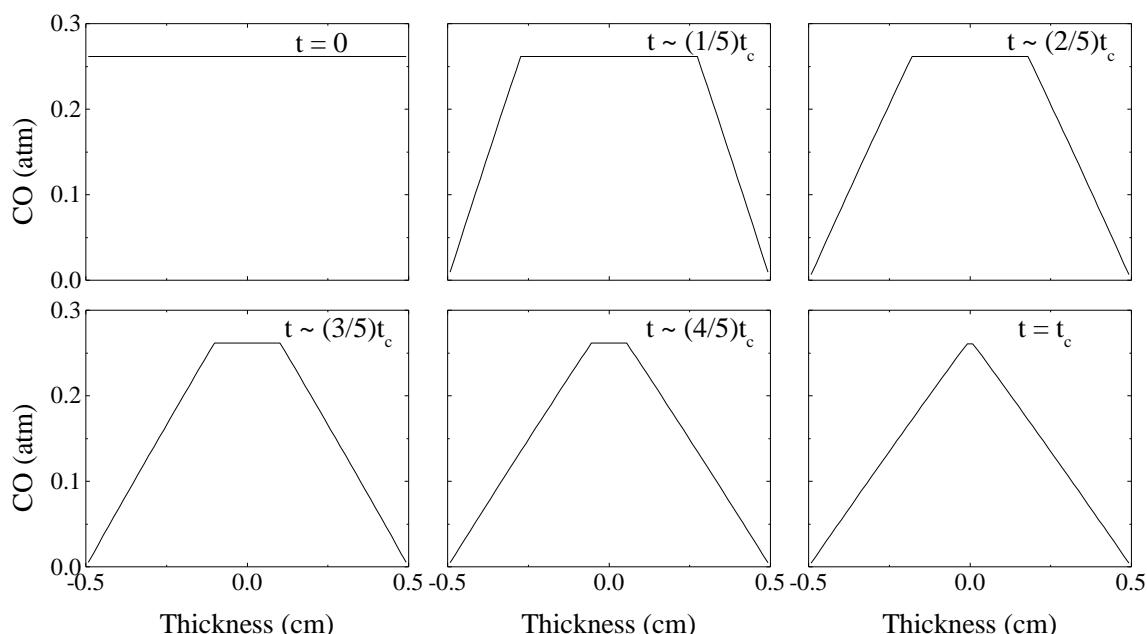 0.3
0.2
0.1
0.0
CO (atm)
t = 0
-0.5 0.0 0.5
t ~ (1/5)t_c
t ~ (2/5)t_c
0.3
0.2
0.1
0.0
CO (atm)
t ~ (3/5)t_c
-0.5 0.0 0.5
Thickness (cm)
t ~ (4/5)t_c
0.0
Thickness (cm)
t = t_c
-0.5 0.0 0.5
Thickness (cm)